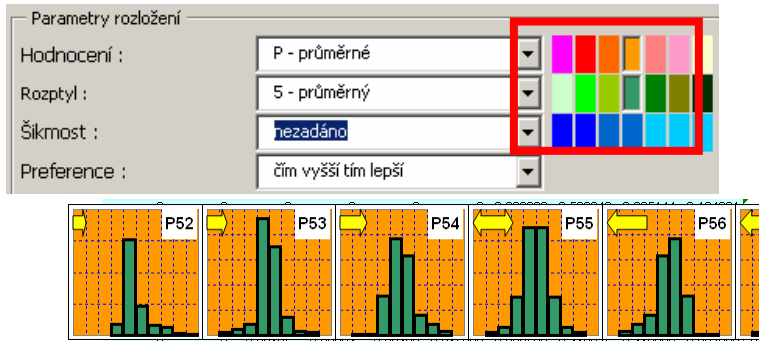 Parametry rozložení
Hodnocení : P - průměrné
Rozptyl : 5 - průměrný
Šikmost : nezadáno
Preference : čím vyšší tím lepší
P52 P53 P54 P55 P56